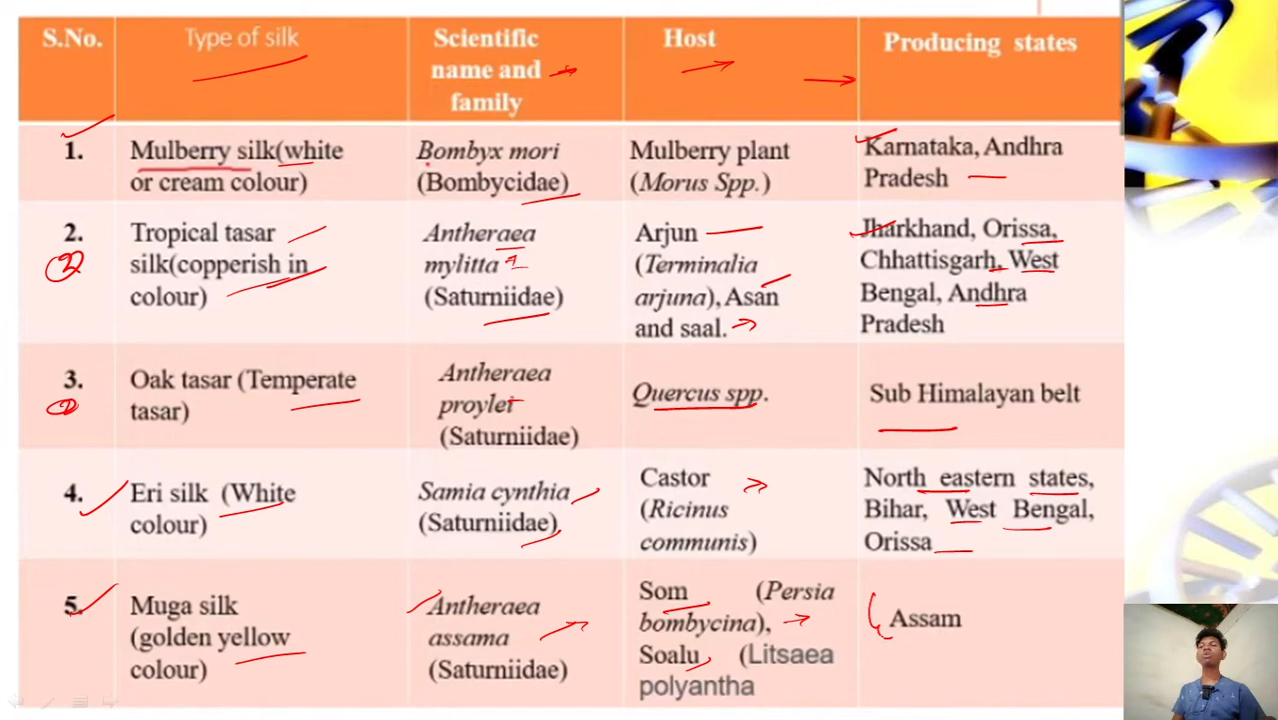 S.No.
Type of silk
Scientific
name and
family
Host
Producing states
1.
Mulberry silk(white
or cream colour)
Bombyx mori
(Bombycidae)
Mulberry plant
(Morus Spp.)
Karnataka, Andhra
Pradesh
2.
2
Tropical tasar
silk(copperish in
colour)
Antheraea
mylitta
(Saturniidae)
Arjun
(Terminalia
arjuna), Asan
and saal.
Jharkhand, Orissa,
Chhattisgarh, West
Bengal, Andhra
Pradesh
3.
Oak tasar (Temperate
tasar)
Antheraea
proylei
(Saturniidae)
Quercus spp.
Sub Himalayan belt
4.
Eri silk (White
colour)
Samia cynthia
(Saturniidae)
Castor
(Ricinus
communis)
North eastern states,
Bihar, West Bengal,
Orissa
5.
Muga silk
(golden yellow
colour)
Antheraea
assama
(Saturniidae)
Som (Persia
bombycina),
Soalu (Litsaea
polyantha
Assam